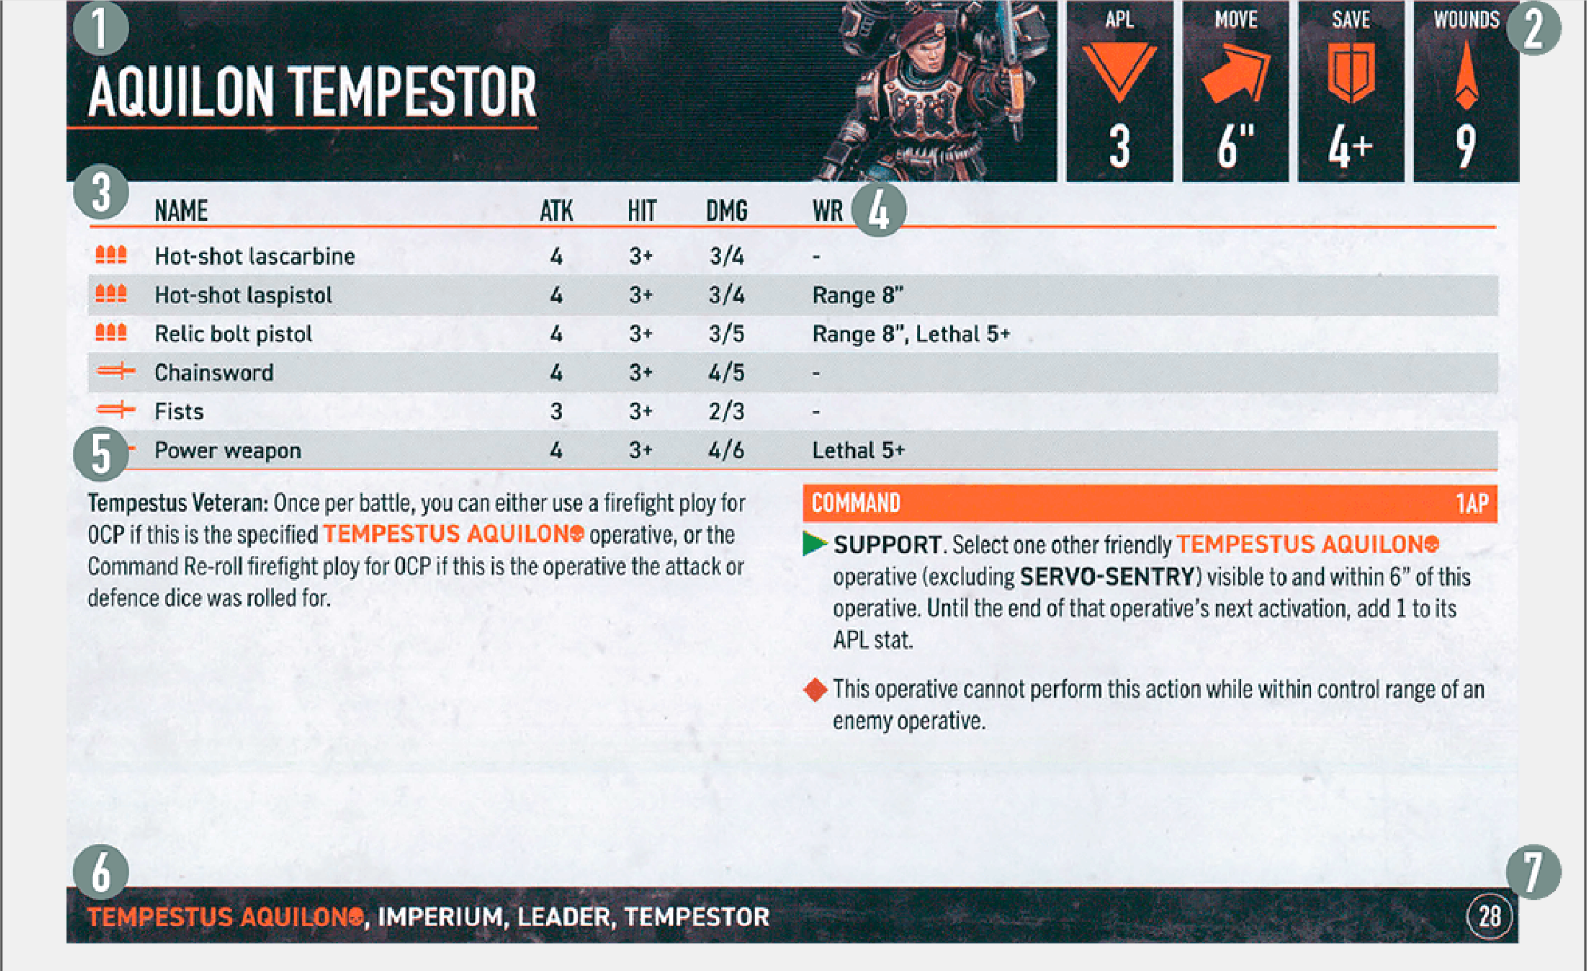 1
AQUILON TEMPESTOR
APL MOVE SAVE WOUNDS 2
3 6" 4+ 9
3 NAME ATK HIT DMG WR 4
Hot-shot lascarbine 4 3+ 3/4 -
Hot-shot laspistol 4 3+ 3/4 Range 8"
Relic bolt pistol 4 3+ 3/5 Range 8", Lethal 5+
Chainsword 4 3+ 4/5 -
Fists 3 3+ 2/3 -
5 Power weapon 4 3+ 4/6 Lethal 5+
Tempestus Veteran: Once per battle, you can either use a firefight ploy for
0CP if this is the specified TEMPESTUS AQUILON operative, or the
Command Re-roll firefight ploy for 0CP if this is the operative the attack or
defence dice was rolled for.
COMMAND 1AP
SUPPORT. Select one other friendly TEMPESTUS AQUILON
operative (excluding SERVO-SENTRY) visible to and within 6" of this
operative. Until the end of that operative's next activation, add 1 to its
APL stat.
This operative cannot perform this action while within control range of an
enemy operative.
6 7
TEMPESTUS AQUILON, IMPERIUM, LEADER, TEMPESTOR 28